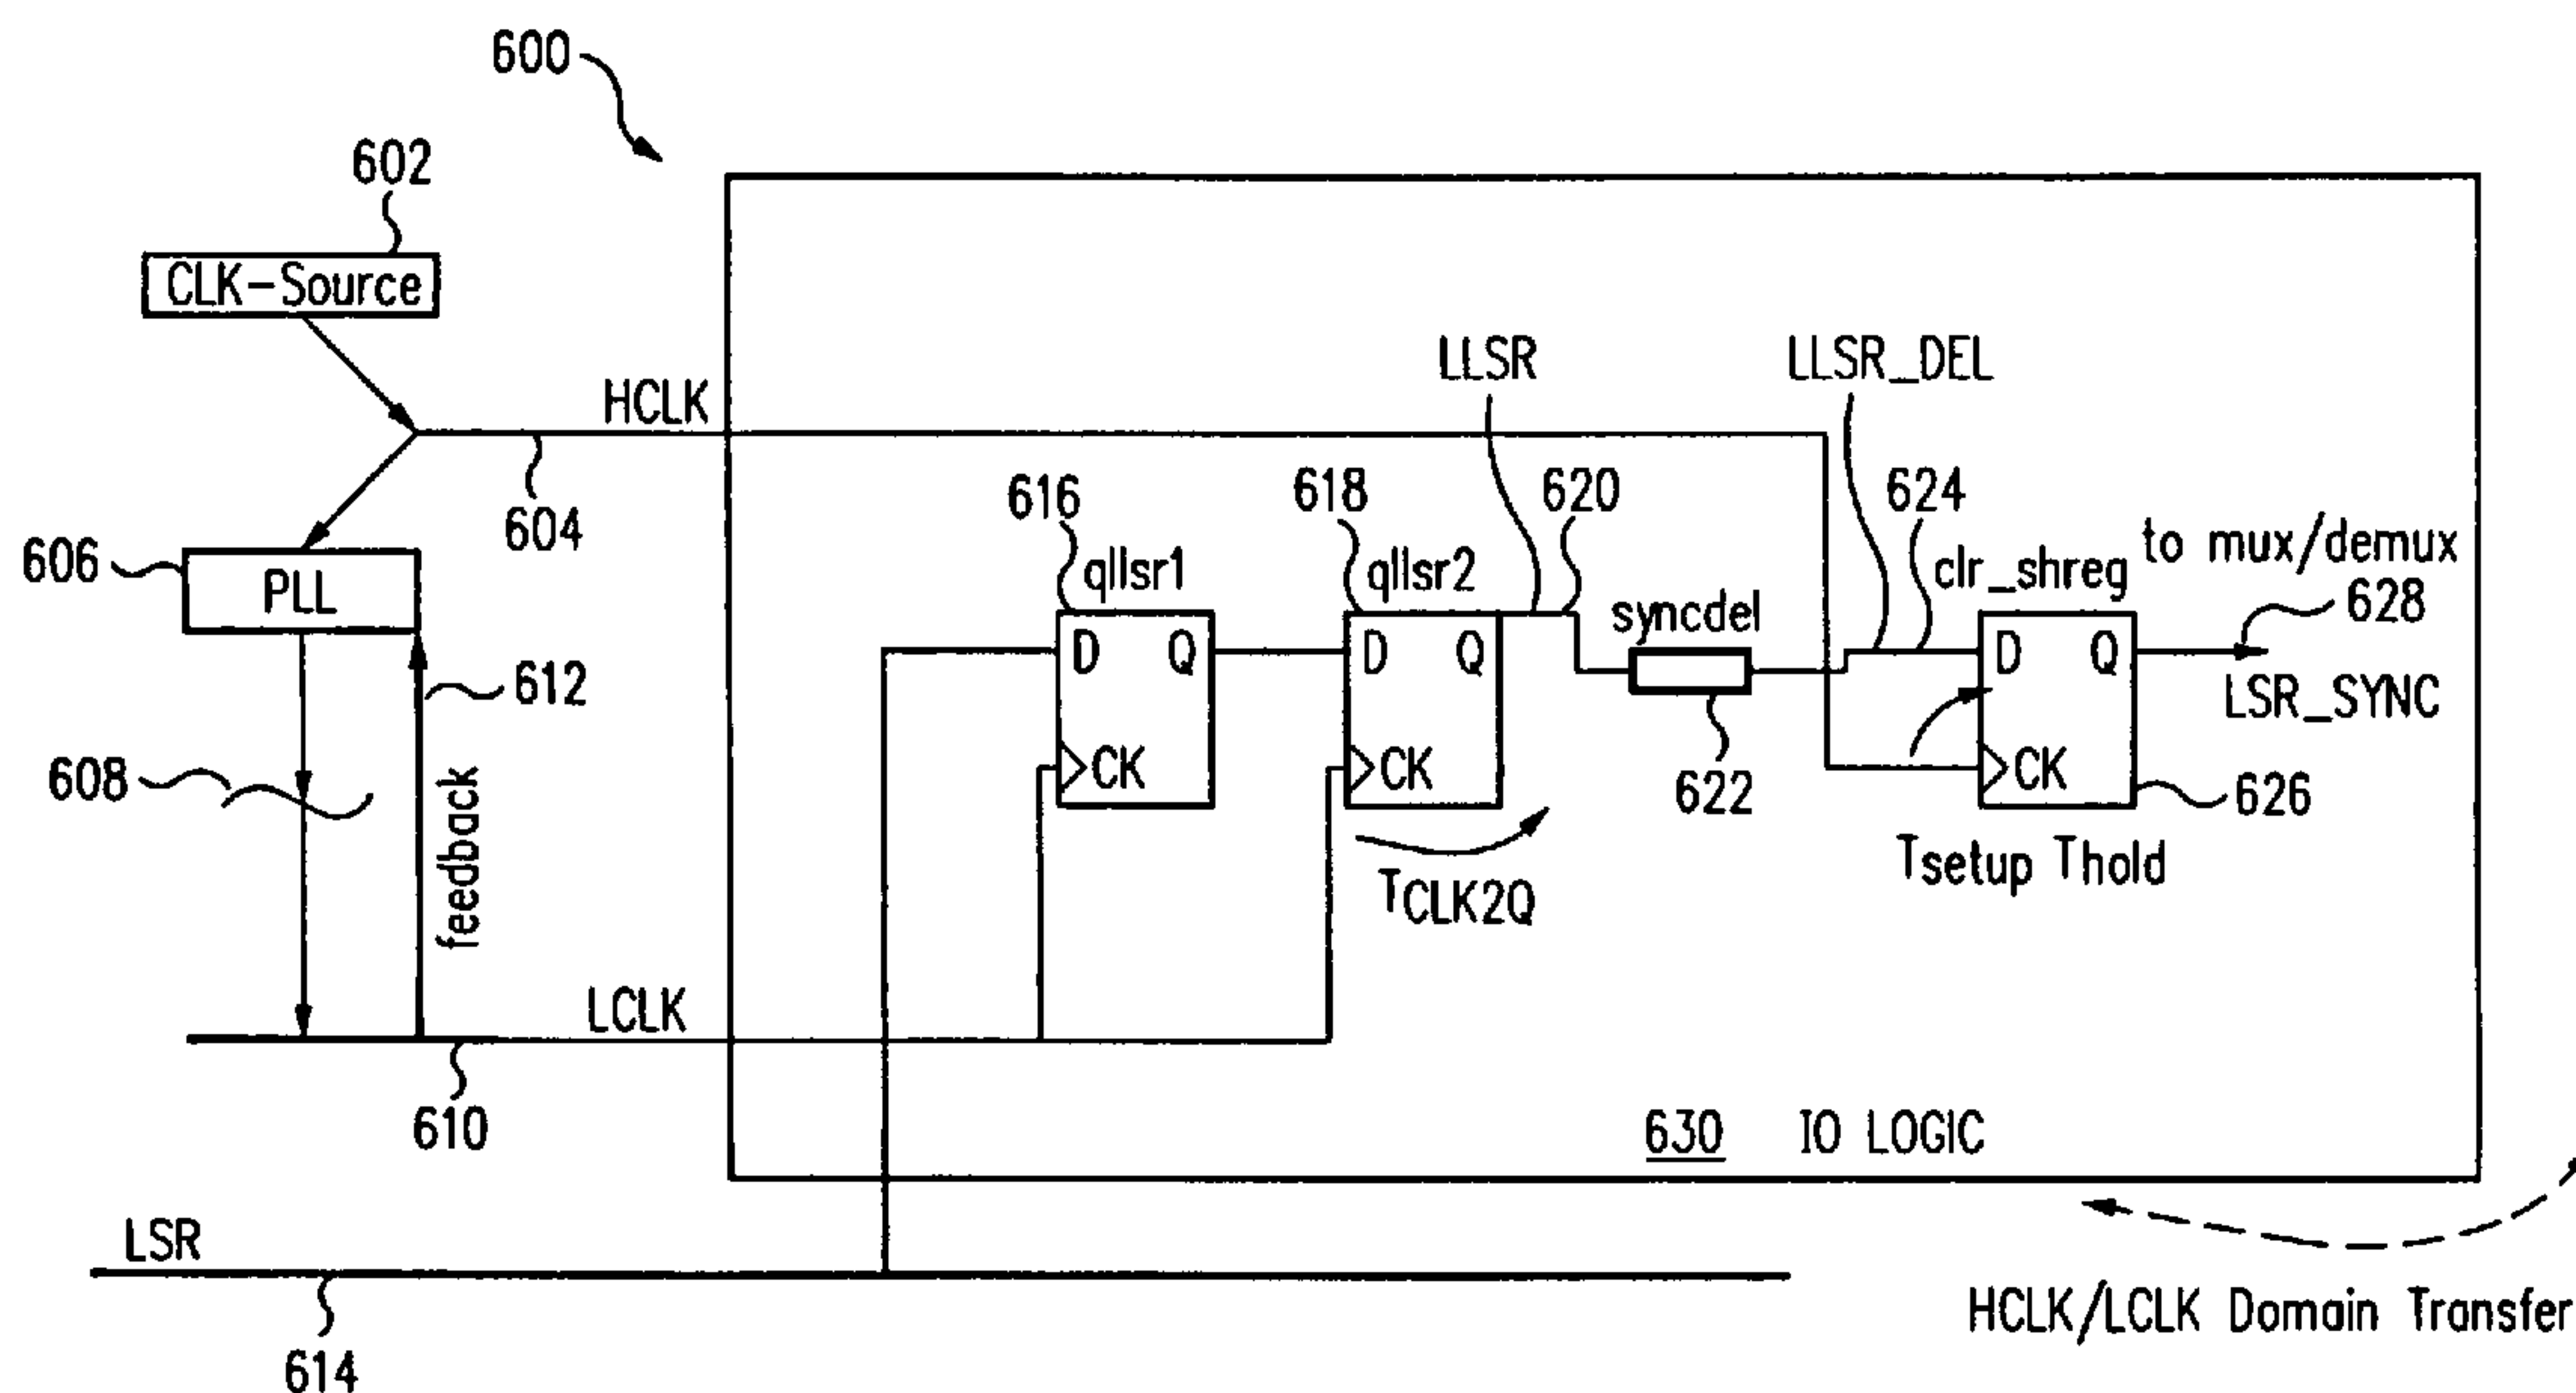 600
602
CLK-Source
HCLK
604
LLSR
LLSR_DEL
606
PLL
616
qllsr1
618
qllsr2
620
syncdel
624
clr_shreg
to mux/demux
628
D Q
D Q
D Q
LSR_SYNC
612
608
feedback
CK
CK
622
CK
626
TCLK2Q
Tsetup Thold
LCLK
610
630 IO LOGIC
LSR
614
HCLK/LCLK Domain Transfer